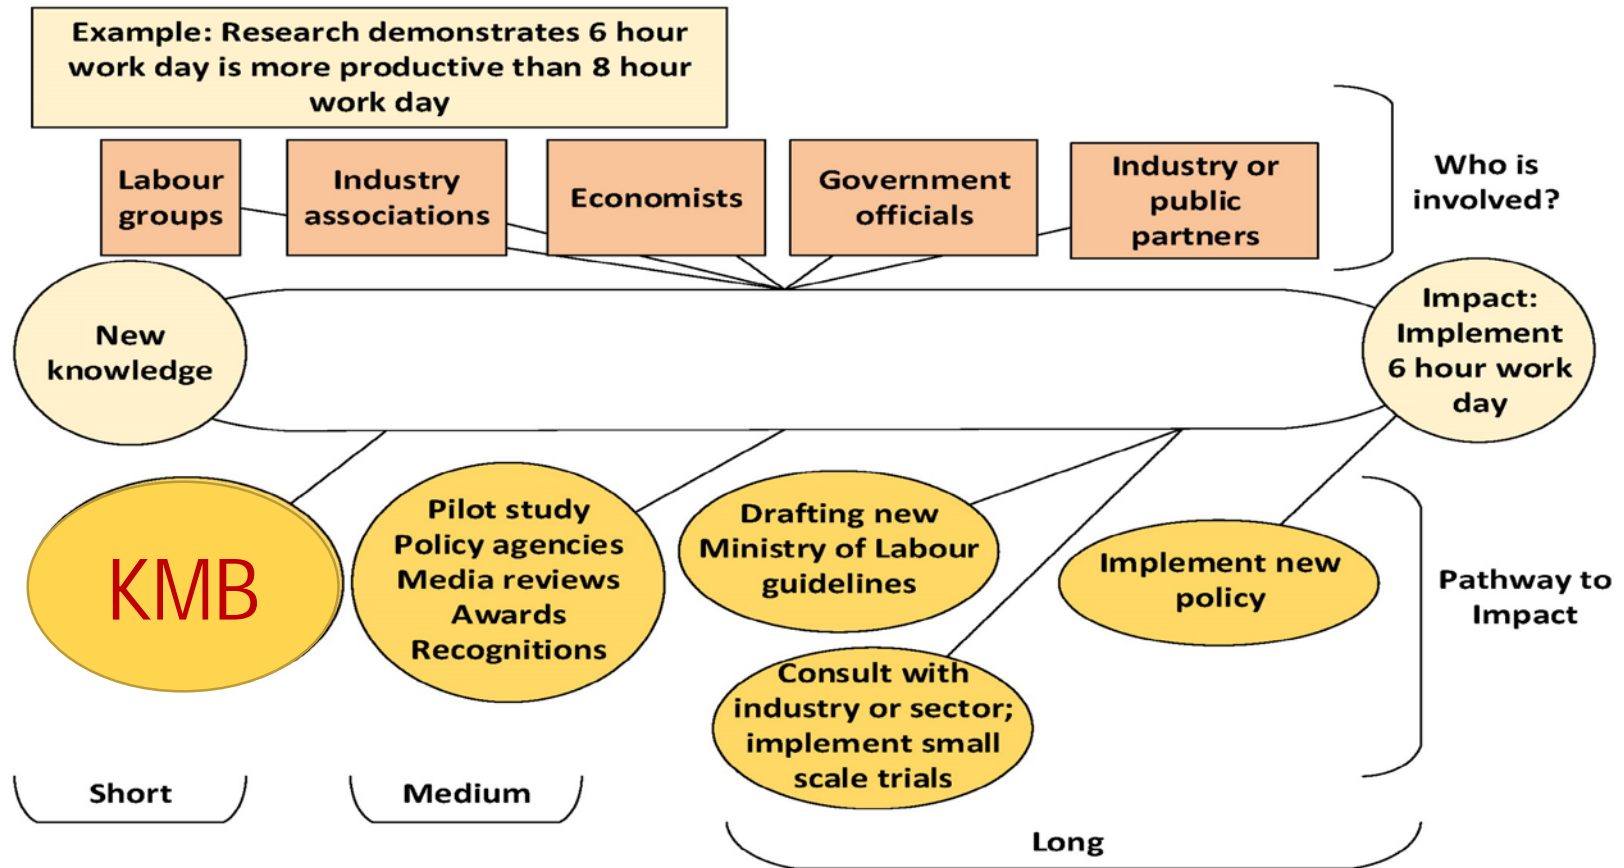 Example: Research demonstrates 6 hour
work day is more productive than 8 hour
work day
Labour
groups
Industry
associations
Economists
Government
officials
Industry or
public
partners
Who is
involved?
New
knowledge
Impact:
Implement
6 hour work
day
KMB
Pilot study
Policy agencies
Media reviews
Awards
Recognitions
Drafting new
Ministry of Labour
guidelines
Consult with
industry or sector;
implement small
scale trials
Implement new
policy
Pathway to
Impact
Short
Medium
Long